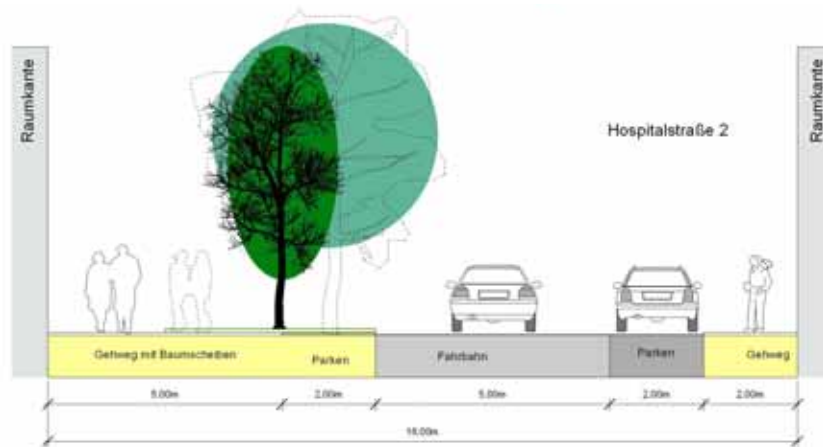 Raumkante
Raumkante
Hospitalstraße 2
Gehweg mit Baumscheiben
Parken
Fahrbahn
Parken
Gehweg
5.00m
2.00m
5.00m
2.00m
2.00m
16.00m